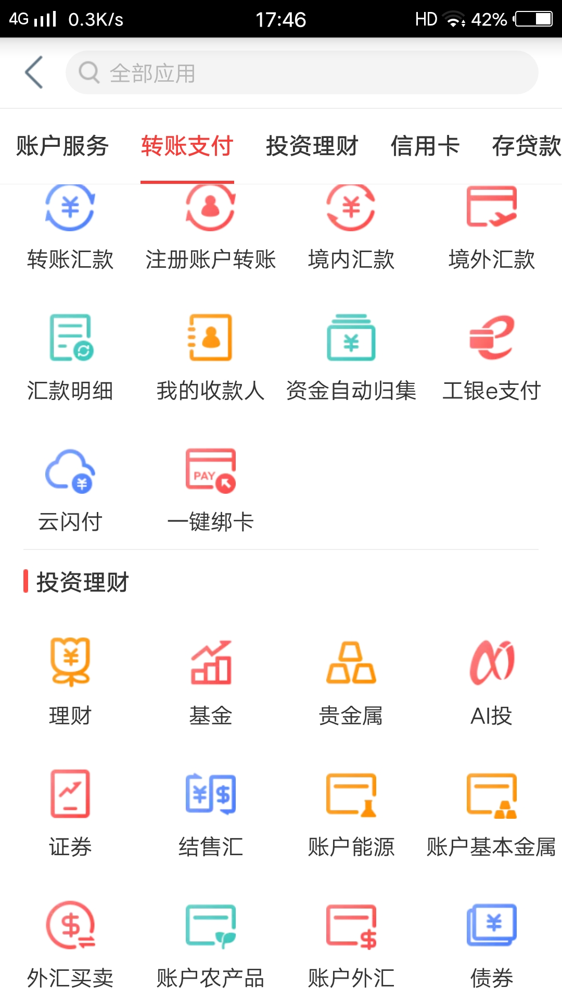 4G 0.3K/s 17:46 HD 42%
全部应用
账户服务 转账支付 投资理财 信用卡 存贷款
¥ ¥
转账汇款 注册账户转账 境内汇款 境外汇款
¥
汇款明细 我的收款人 资金自动归集 工银e支付
¥ PAY
云闪付 一键绑卡
投资理财
¥
理财 基金 贵金属 AI投
¥ $
证券 结售汇 账户能源 账户基本金属
$ $ ¥
外汇买卖 账户农产品 账户外汇 债券